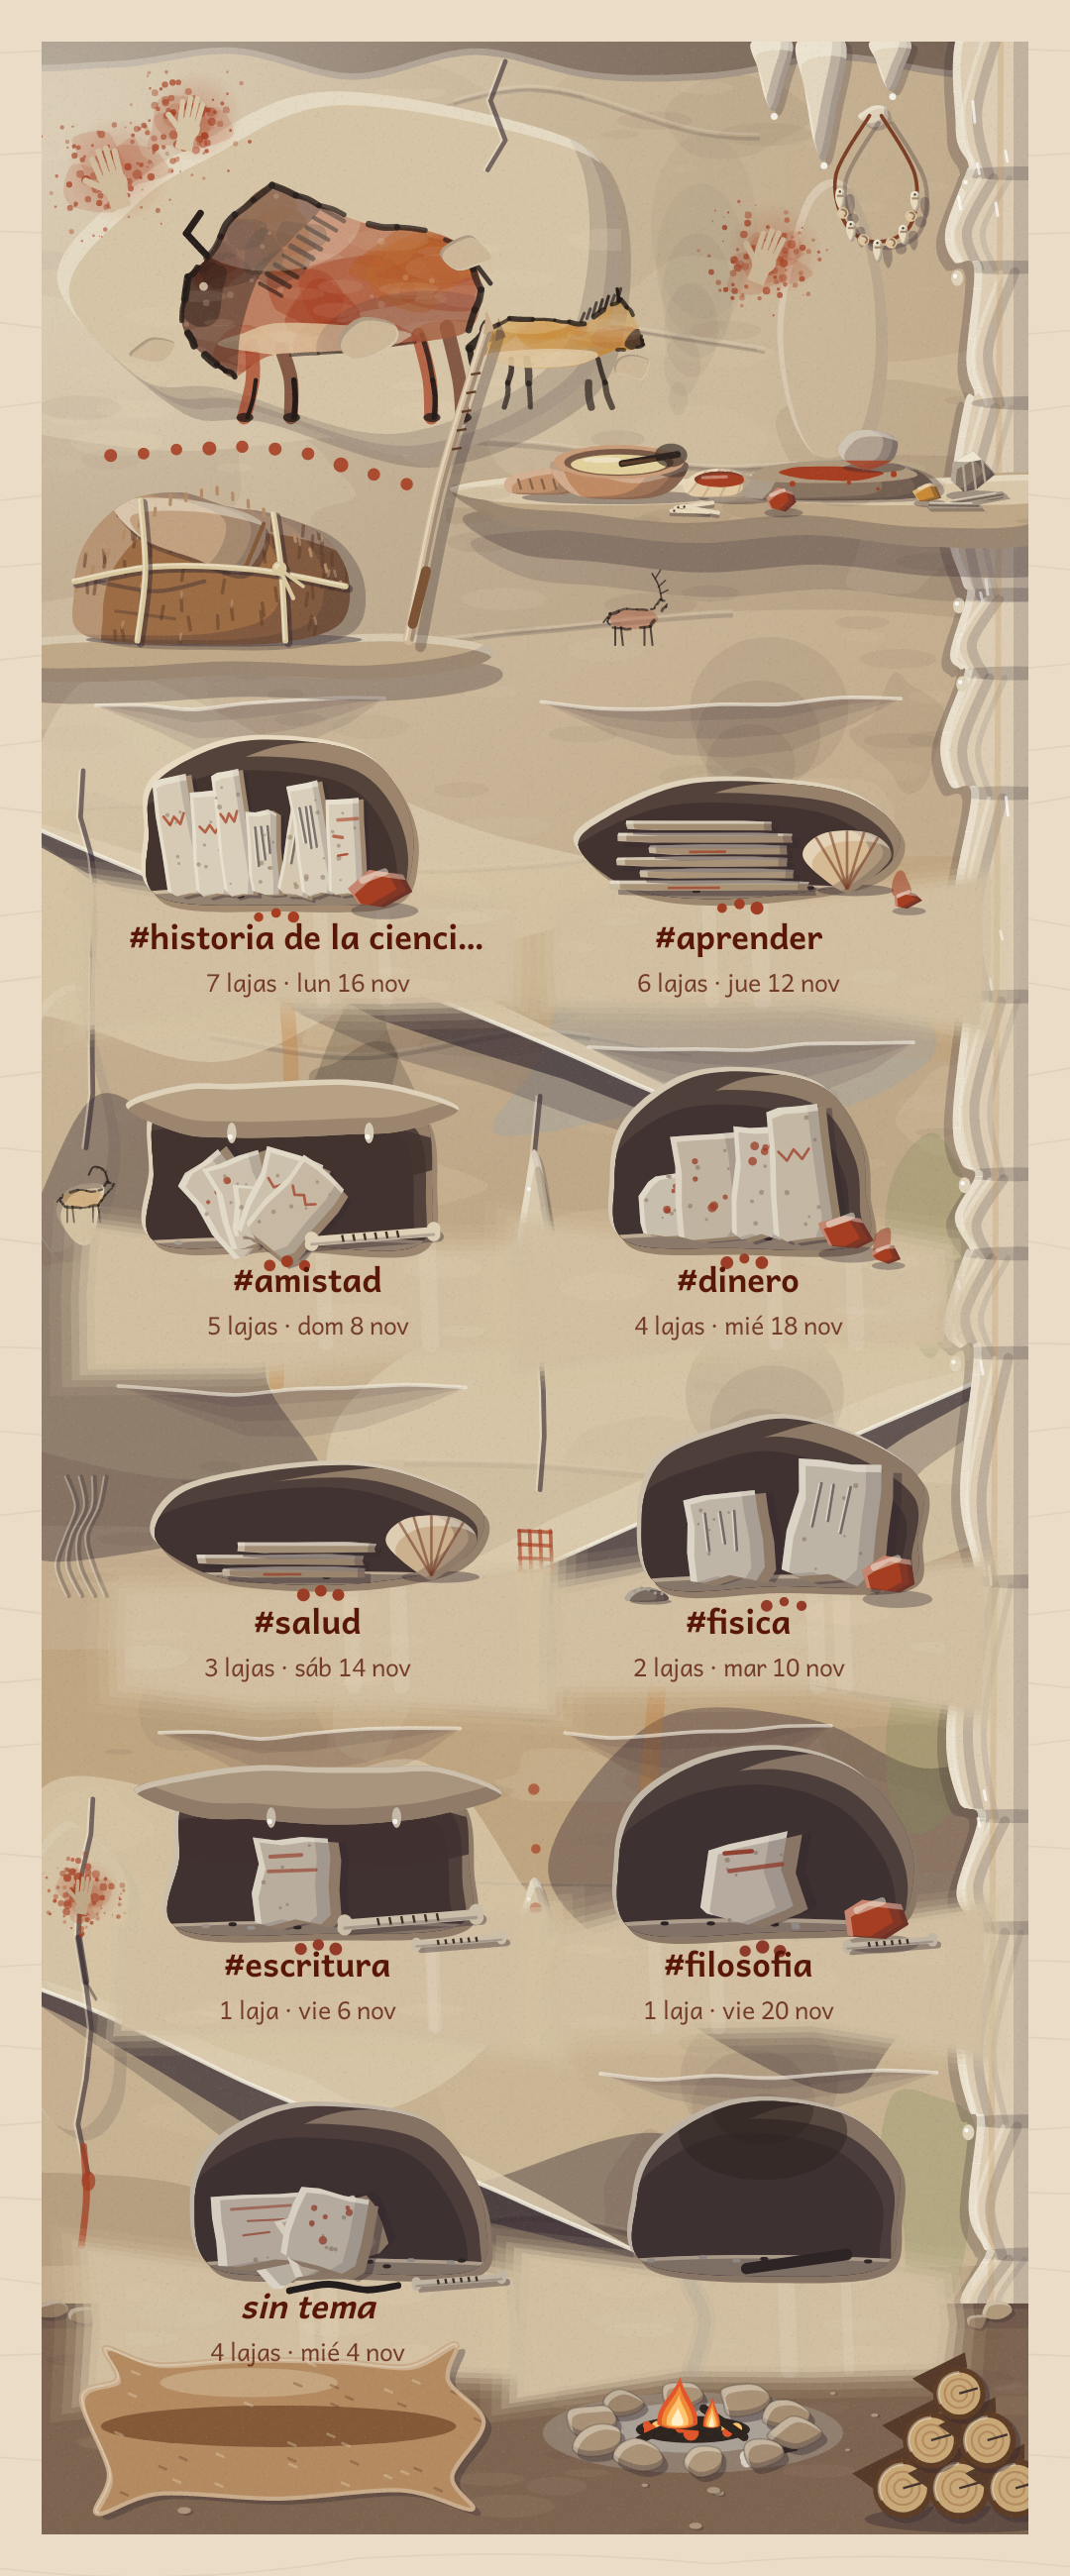 #historia de la cienci...
7 lajas · lun 16 nov
#aprender
6 lajas · jue 12 nov
#amistad
5 lajas · dom 8 nov
#dinero
4 lajas · mié 18 nov
#salud
3 lajas · sáb 14 nov
#fisica
2 lajas · mar 10 nov
#escritura
1 laja · vie 6 nov
#filosofia
1 laja · vie 20 nov
sin tema
4 lajas · mié 4 nov